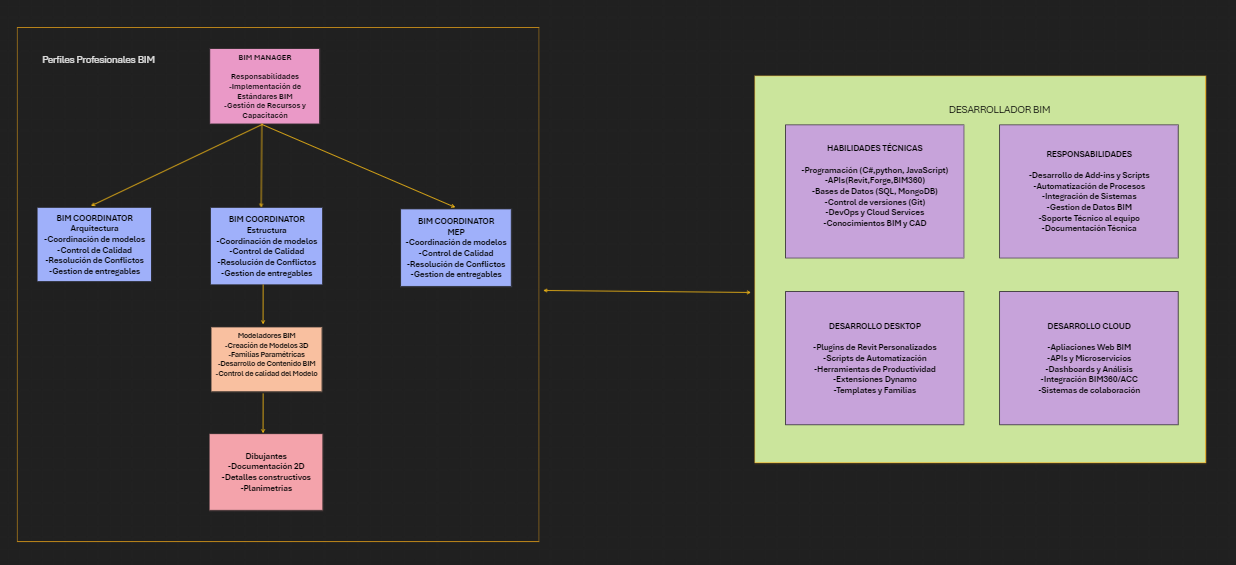 Perfiles Profesionales BIM
BIM MANAGER
Responsabilidades
-Implementación de
Estándares BIM
-Gestión de Recursos y
Capacitacón
BIM COORDINATOR
Arquitectura
-Coordinación de modelos
-Control de Calidad
-Resolución de Conflictos
-Gestion de entregables
BIM COORDINATOR
Estructura
-Coordinación de modelos
-Control de Calidad
-Resolución de Conflictos
-Gestion de entregables
BIM COORDINATOR
MEP
-Coordinación de modelos
-Control de Calidad
-Resolución de Conflictos
-Gestion de entregables
Modeladores BIM
-Creación de Modelos 3D
-Familias Paramétricas
-Desarrollo de Contenido BIM
-Control de calidad del Modelo
Dibujantes
-Documentación 2D
-Detalles constructivos
-Planimetrías
DESARROLLADOR BIM
HABILIDADES TÉCNICAS
-Programación (C#,python, JavaScript)
-APIs(Revit,Forge,BIM360)
-Bases de Datos (SQL, MongoDB)
-Control de versiones (Git)
-DevOps y Cloud Services
-Conocimientos BIM y CAD
RESPONSABILIDADES
-Desarrollo de Add-ins y Scripts
-Automatización de Procesos
-Integración de Sistemas
-Gestion de Datos BIM
-Soporte Técnico al equipo
-Documentación Técnica
DESARROLLO DESKTOP
-Plugins de Revit Personalizados
-Scripts de Automatización
-Herramientas de Productividad
-Extensiones Dynamo
-Templates y Familias
DESARROLLO CLOUD
-Apliaciones Web BIM
-APIs y Microservicios
-Dashboards y Análisis
-Integración BIM360/ACC
-Sistemas de colaboración